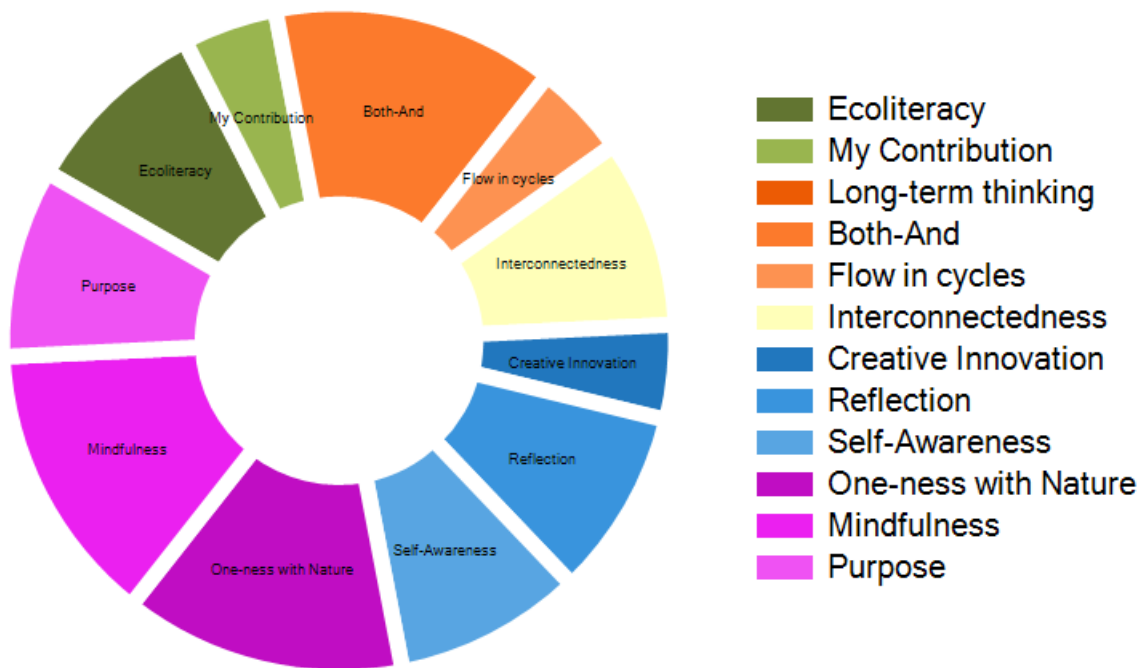 My Contribution
Both-And
Ecoliteracy
Flow in cycles
Interconnectedness
Purpose
Creative Innovation
Mindfulness
Reflection
Self-Awareness
One-ness with Nature
Ecoliteracy
My Contribution
Long-term thinking
Both-And
Flow in cycles
Interconnectedness
Creative Innovation
Reflection
Self-Awareness
One-ness with Nature
Mindfulness
Purpose